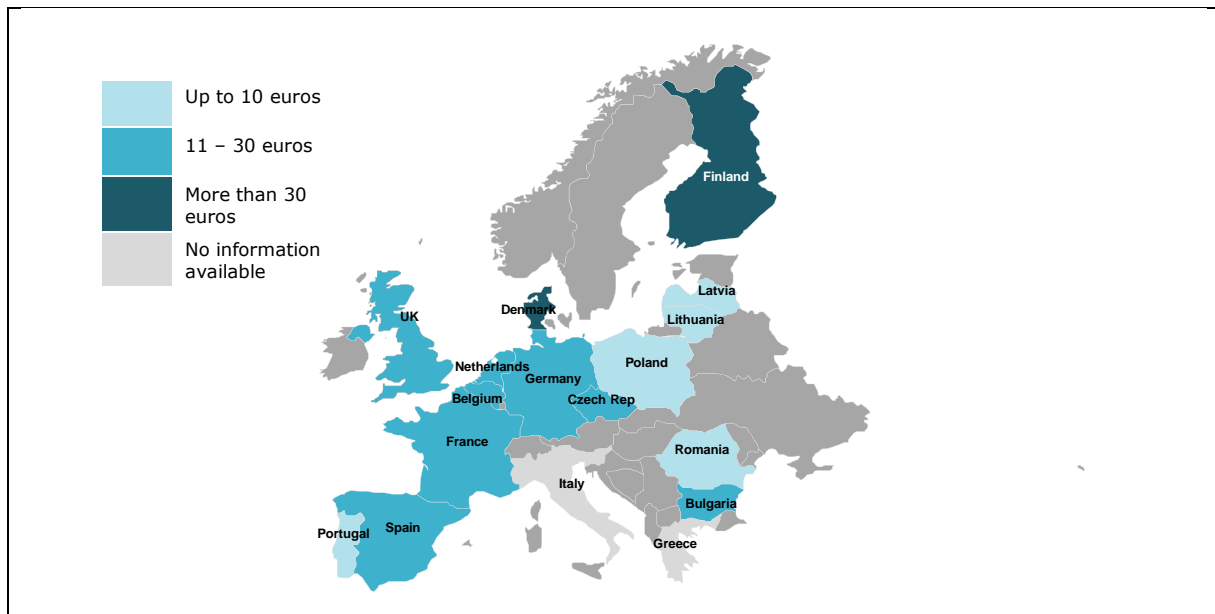 Up to 10 euros
11 – 30 euros
More than 30
euros
No information
available
Finland
Latvia
Denmark
Lithuania
UK
Netherlands
Poland
Germany
Belgium
Czech Rep
France
Romania
Italy
Bulgaria
Spain
Portugal
Greece